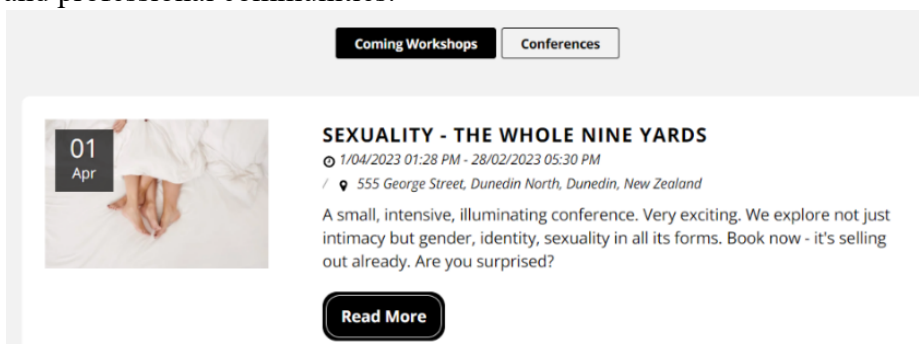 and professional communities.
Coming Workshops
Conferences
01
Apr
SEXUALITY - THE WHOLE NINE YARDS
1/04/2023 01:28 PM - 28/02/2023 05:30 PM
/ 555 George Street, Dunedin North, Dunedin, New Zealand
A small, intensive, illuminating conference. Very exciting. We explore not just
intimacy but gender, identity, sexuality in all its forms. Book now - it's selling
out already. Are you surprised?
Read More